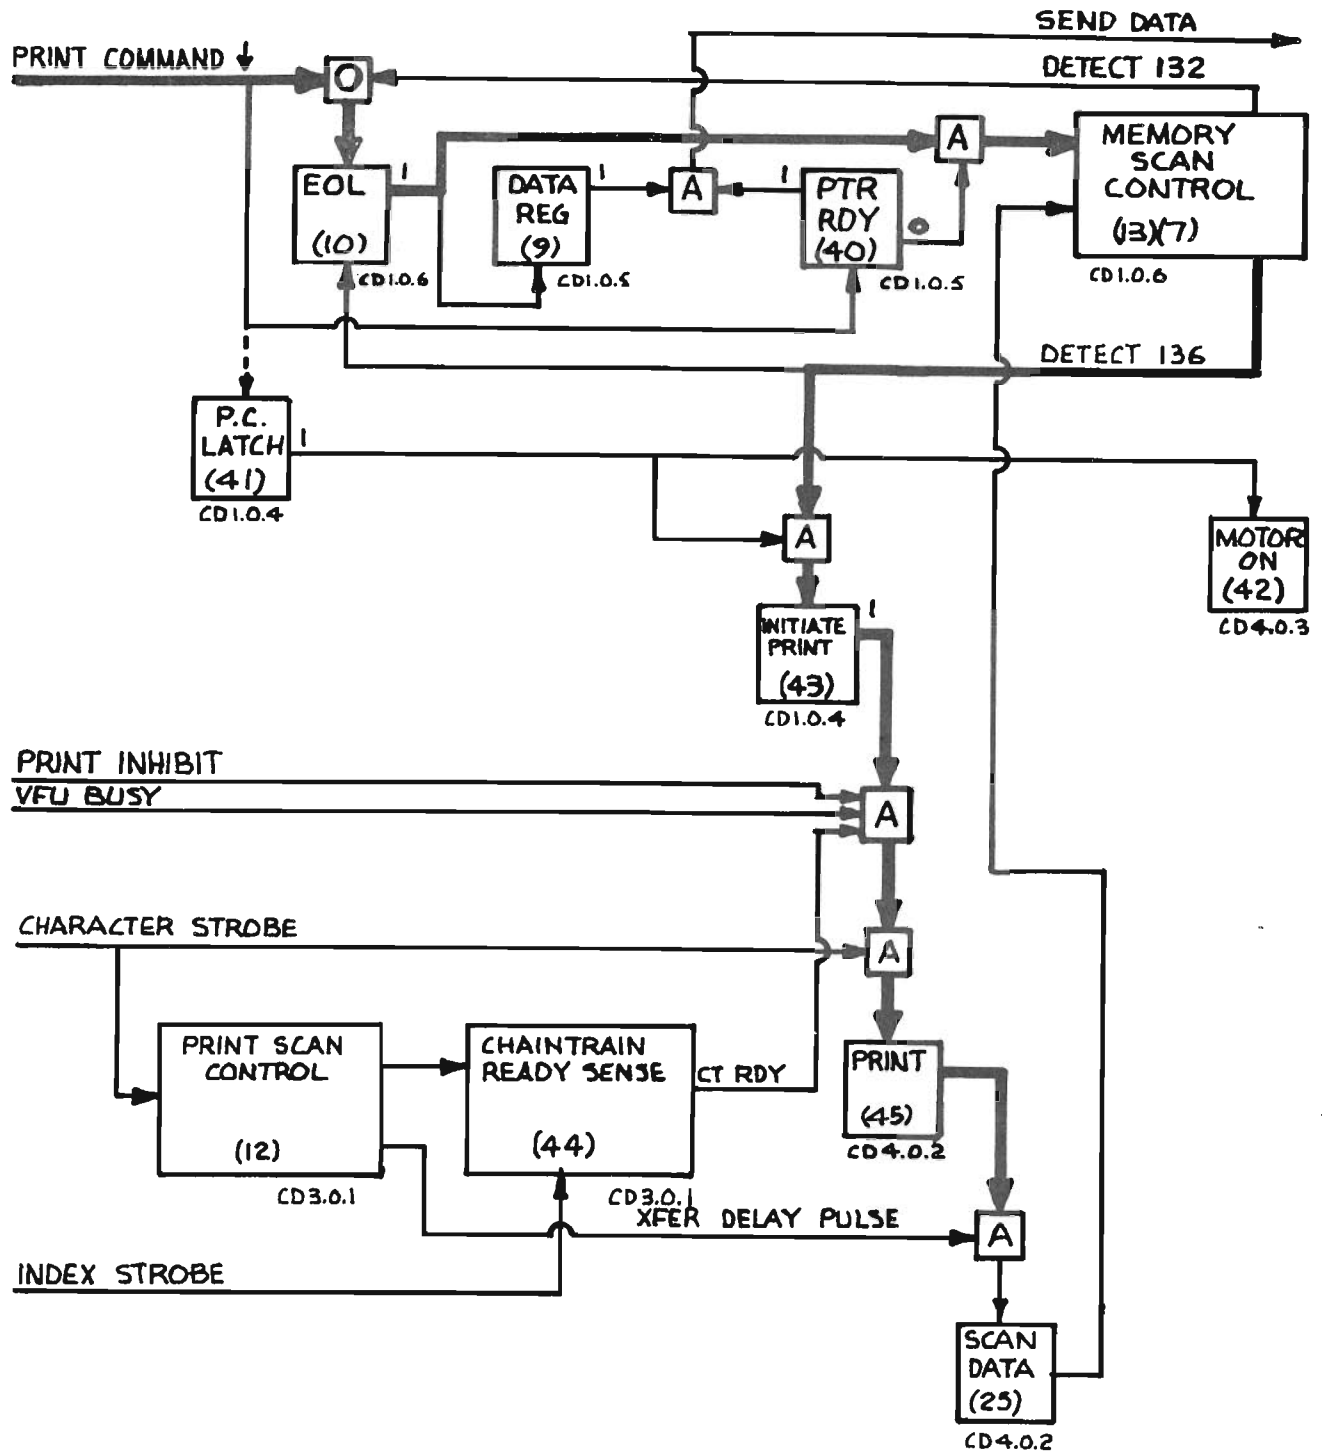 SEND DATA
PRINT COMMAND
O
DETECT 132
A
MEMORY
SCAN
CONTROL
(13)(7)
CD1.0.6
EOL
1
(10)
CD1.0.6
DATA
REG
(9)
1
CD1.0.5
A
1
PTR
RDY
(40)
0
CD1.0.5
DETECT 136
P.C.
LATCH
(41)
1
CD1.0.4
A
MOTOR
ON
(42)
CD4.0.3
INITIATE
PRINT
(43)
1
CD1.0.4
PRINT INHIBIT
VFU BUSY
A
CHARACTER STROBE
A
PRINT SCAN
CONTROL
(12)
CD3.0.1
CHAINTRAIN
READY SENSE
(44)
CD3.0.1
CT RDY
PRINT
(45)
CD4.0.2
XFER DELAY PULSE
A
INDEX STROBE
SCAN
DATA
(25)
CD4.0.2